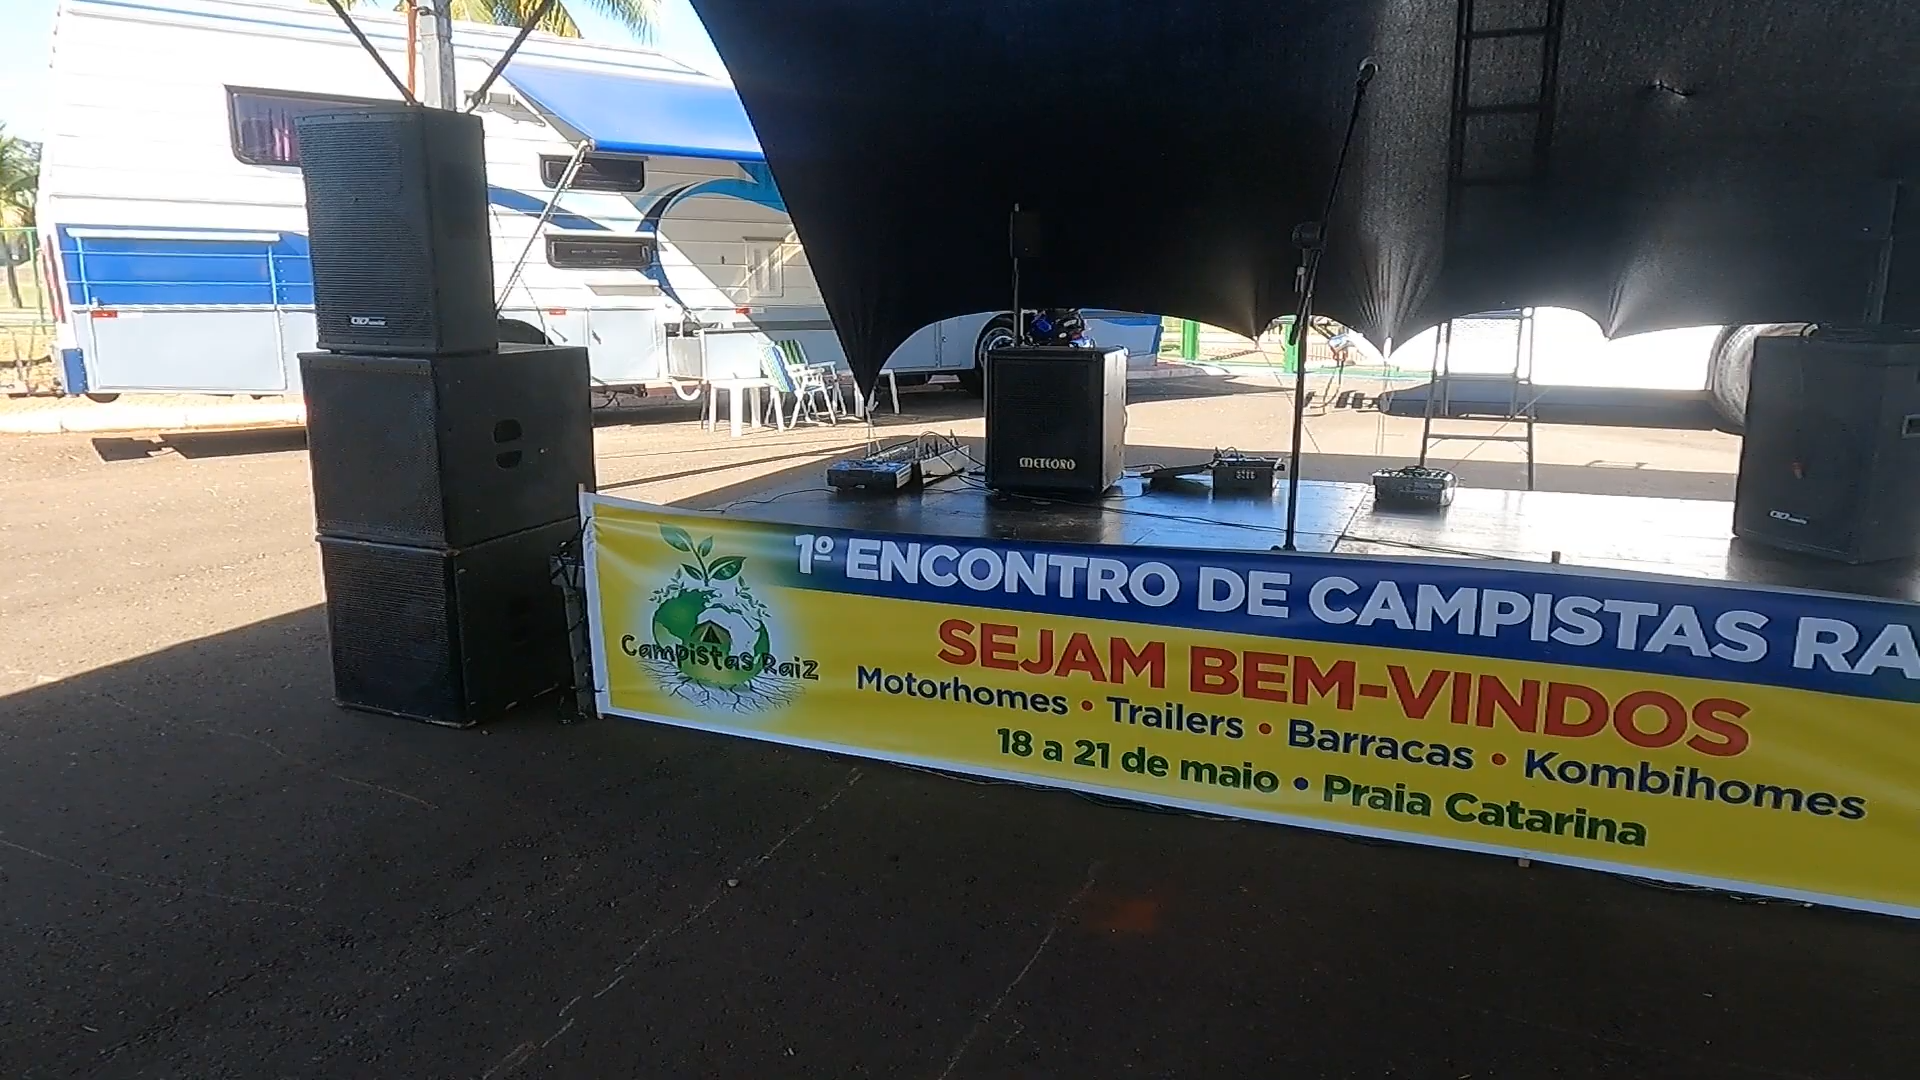 METEORO
1º ENCONTRO DE CAMPISTAS RA
Campistas Raiz
SEJAM BEM-VINDOS
Motorhomes • Trailers • Barracas • Kombihomes
18 a 21 de maio • Praia Catarina